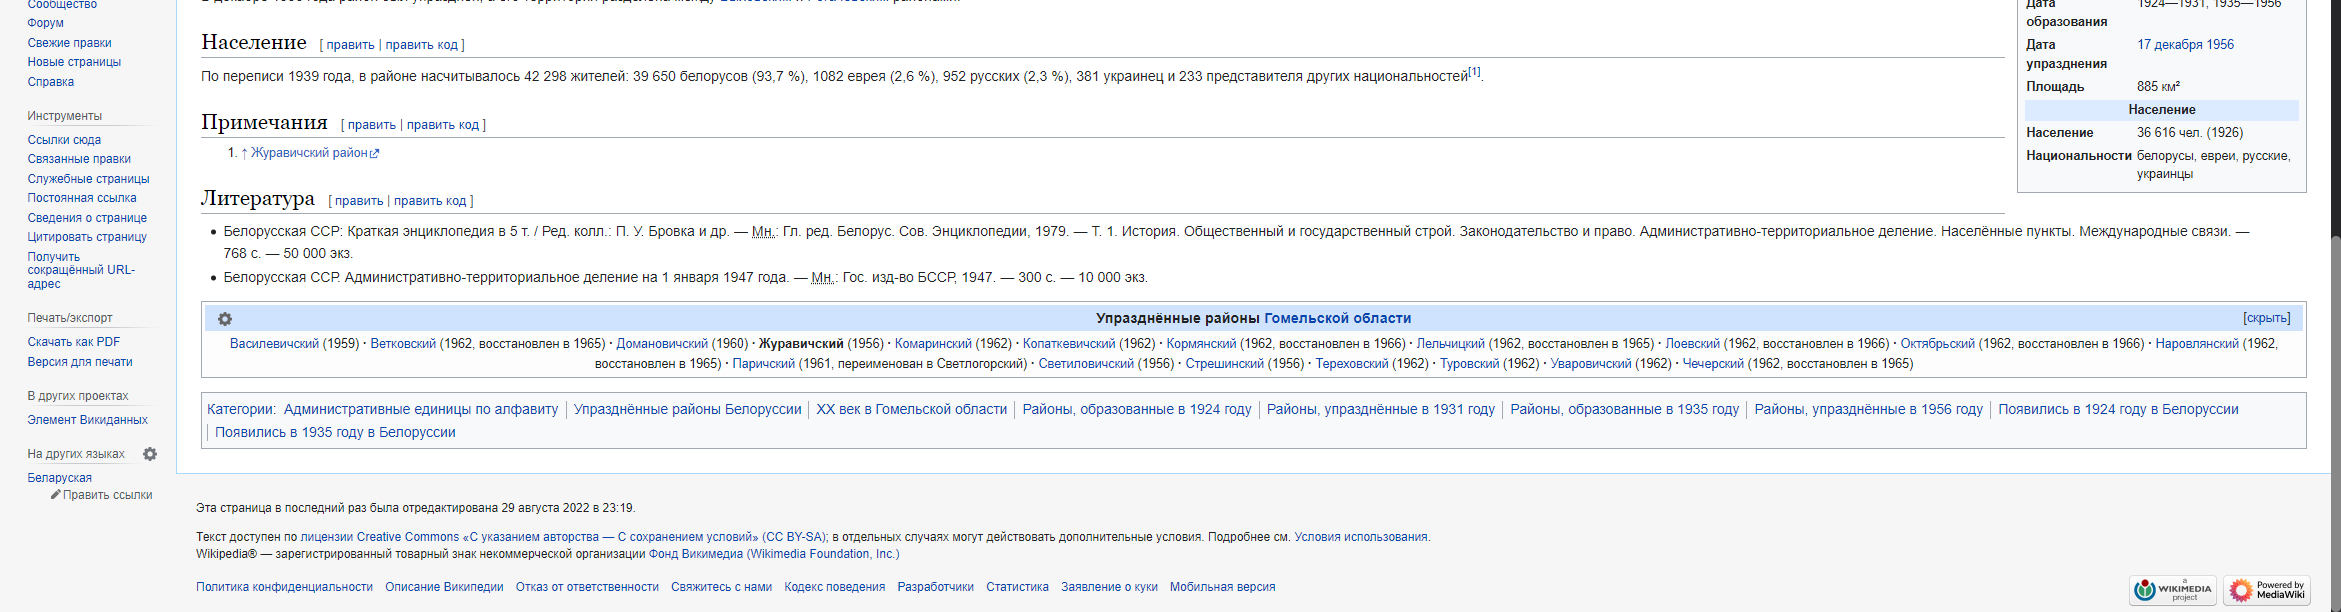 Сообщество
Форум
Свежие правки
Новые страницы
Справка
Инструменты
Ссылки сюда
Связанные правки
Служебные страницы
Постоянная ссылка
Сведения о странице
Цитировать страницу
Получить
сокращённый URL-
адрес
Печать/экспорт
Скачать как PDF
Версия для печати
В других проектах
Элемент Викиданных
На других языках
Беларуская
Править ссылки
Население [ править | править код ]
По переписи 1939 года, в районе насчитывалось 42 298 жителей: 39 650 белорусов (93,7 %), 1082 еврея (2,6 %), 952 русских (2,3 %), 381 украинец и 233 представителя других национальностей[1].
Примечания [ править | править код ]
1. ↑ Журавичский район
Литература [ править | править код ]
• Белорусская ССР: Краткая энциклопедия в 5 т. / Ред. колл.: П. У. Бровка и др. — Мн.: Гл. ред. Белорус. Сов. Энциклопедии, 1979. — Т. 1. История. Общественный и государственный строй. Законодательство и право. Административно-территориальное деление. Населённые пункты. Международные связи. —
768 с. — 50 000 экз.
• Белорусская ССР. Административно-территориальное деление на 1 января 1947 года. — Мн.: Гос. изд-во БССР, 1947. — 300 с. — 10 000 экз.
Дата 1924—1931, 1935—1956
образования
Дата 17 декабря 1956
упразднения
Площадь 885 км²
Население
Население 36 616 чел. (1926)
Национальности белорусы, евреи, русские,
украинцы
Упразднённые районы Гомельской области [скрыть]
Василевичский (1959) · Ветковский (1962, восстановлен в 1965) · Домановичский (1960) · Журавичский (1956) · Комаринский (1962) · Копаткевичский (1962) · Кормянский (1962, восстановлен в 1966) · Лельчицкий (1962, восстановлен в 1965) · Лоевский (1962, восстановлен в 1966) · Октябрьский (1962, восстановлен в 1966) · Наровлянский (1962,
восстановлен в 1965) · Паричский (1961, переименован в Светлогорский) · Светиловичский (1956) · Стрешинский (1956) · Тереховский (1962) · Туровский (1962) · Уваровичский (1962) · Чечерский (1962, восстановлен в 1965)
Категории: Административные единицы по алфавиту | Упразднённые районы Белоруссии | XX век в Гомельской области | Районы, образованные в 1924 году | Районы, упразднённые в 1931 году | Районы, образованные в 1935 году | Районы, упразднённые в 1956 году | Появились в 1924 году в Белоруссии
| Появились в 1935 году в Белоруссии
Эта страница в последний раз была отредактирована 29 августа 2022 в 23:19.
Текст доступен по лицензии Creative Commons «С указанием авторства — С сохранением условий» (CC BY-SA); в отдельных случаях могут действовать дополнительные условия. Подробнее см. Условия использования.
Wikipedia® — зарегистрированный товарный знак некоммерческой организации Фонд Викимедиа (Wikimedia Foundation, Inc.)
Политика конфиденциальности Описание Википедии Отказ от ответственности Свяжитесь с нами Кодекс поведения Разработчики Статистика Заявление о куки Мобильная версия
a
WIKIMEDIA
project
Powered by
MediaWiki